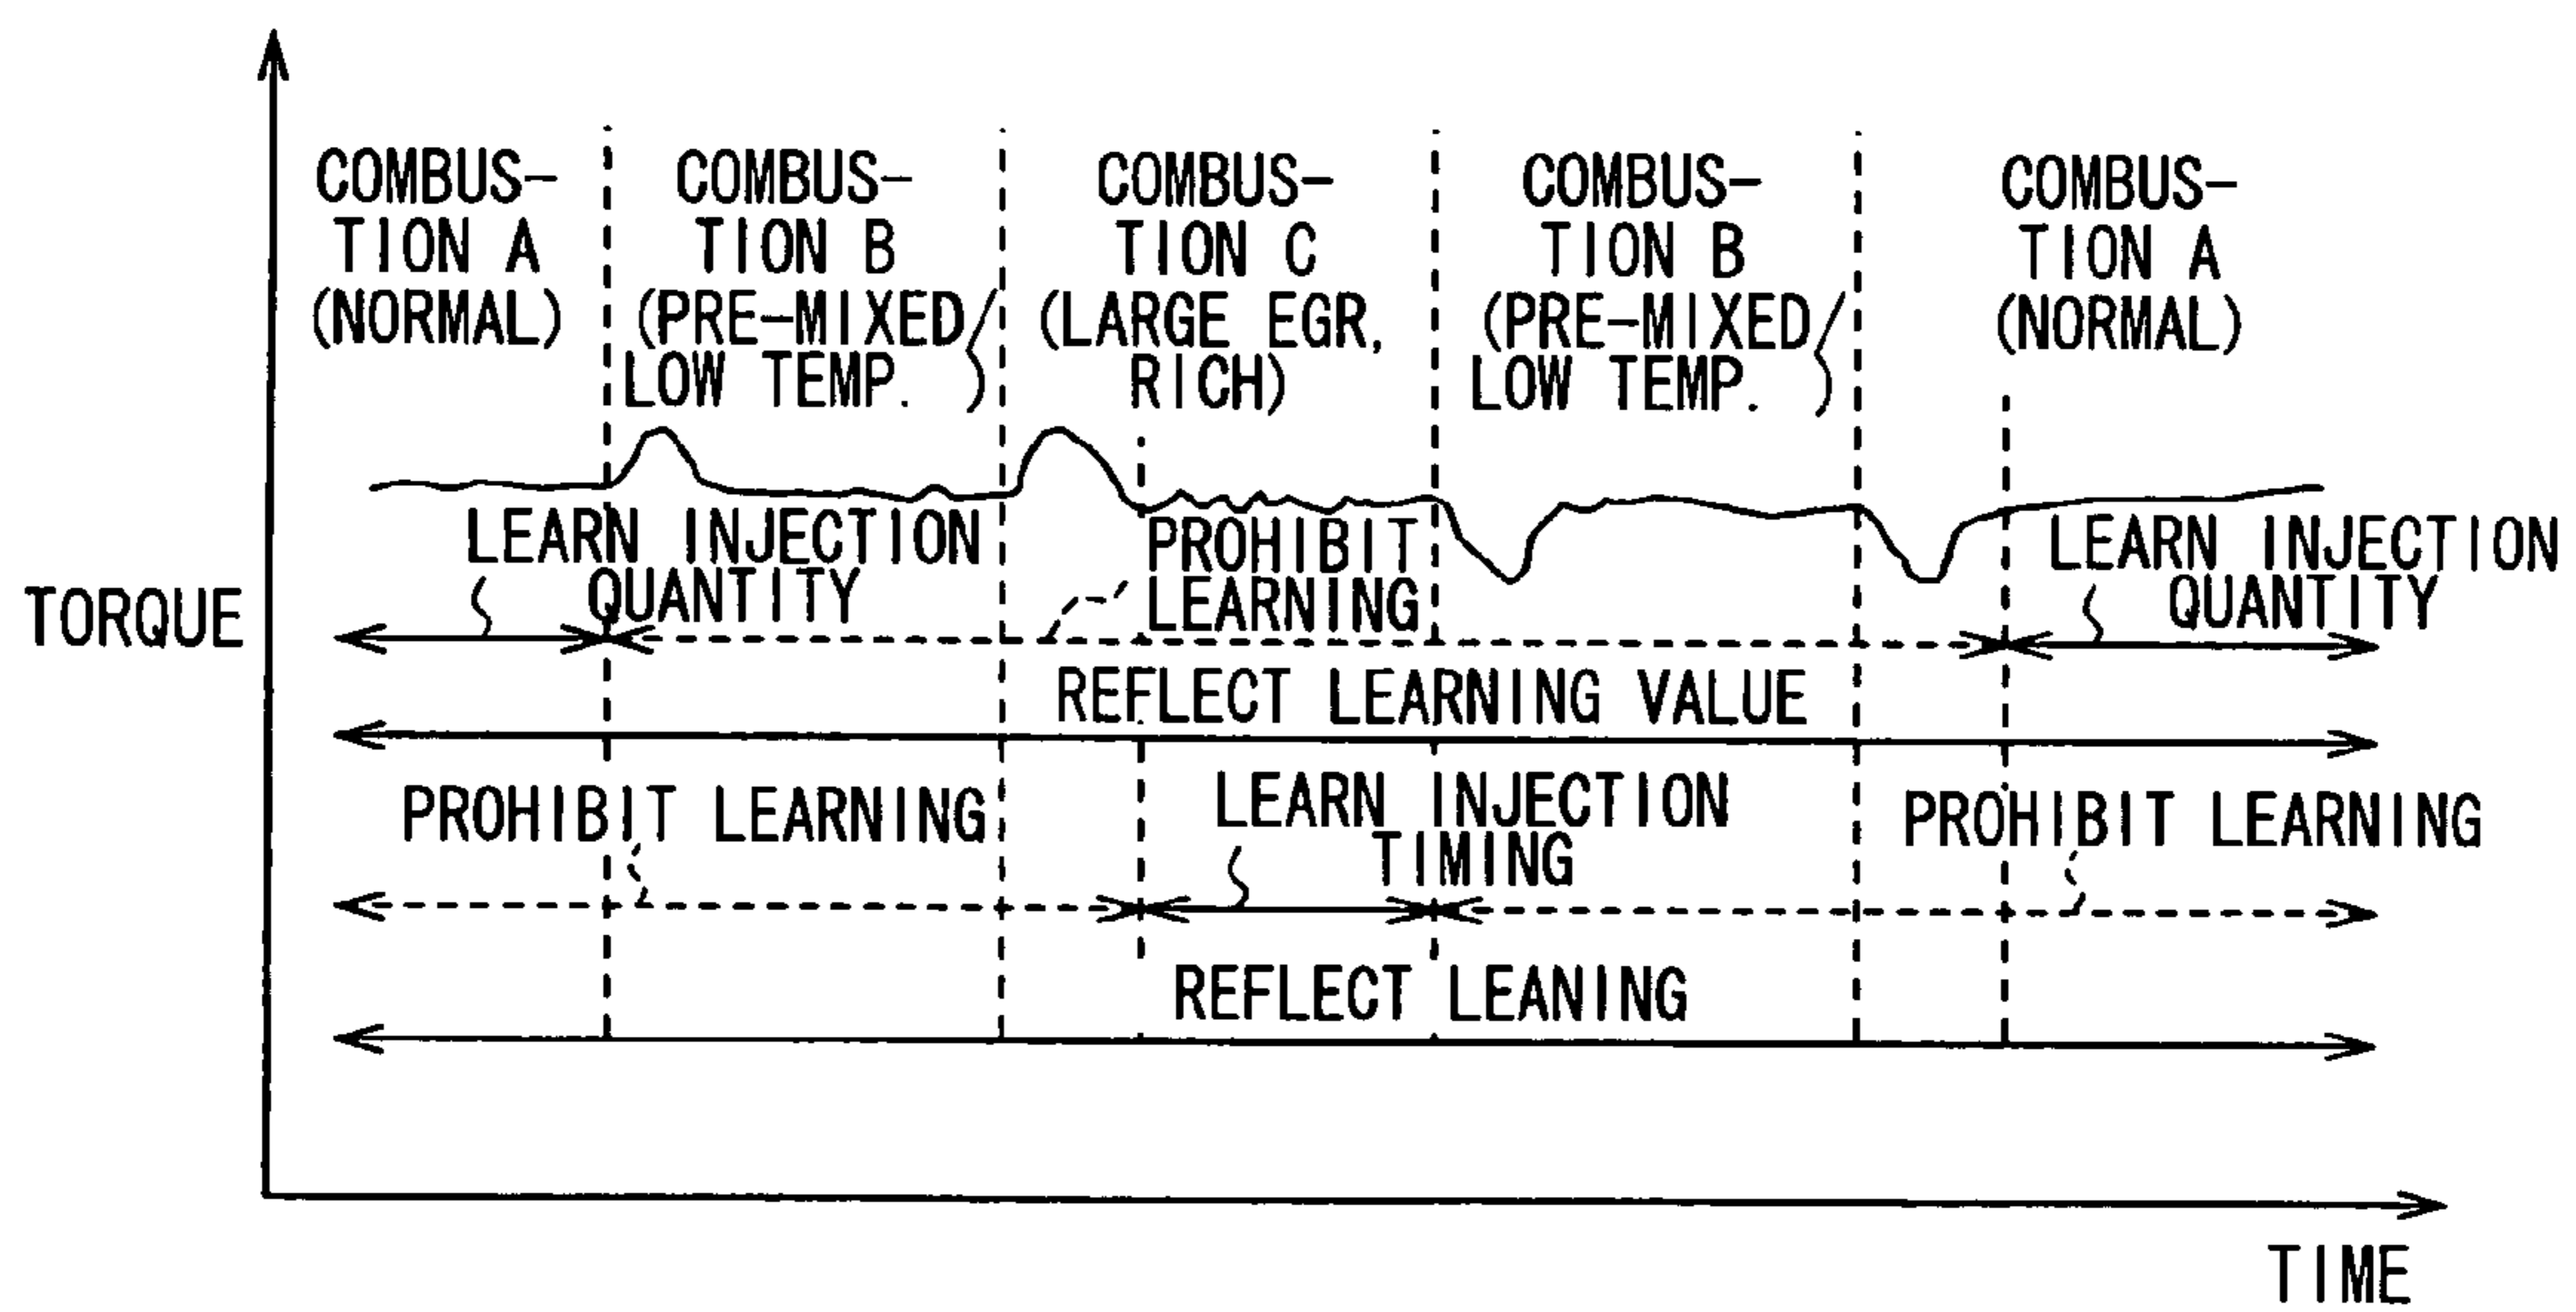 COMBUS-
TION A
(NORMAL)
COMBUS-
TION B
(PRE-MIXED/
LOW TEMP. )
COMBUS-
TION C
(LARGE EGR,
RICH)
COMBUS-
TION B
(PRE-MIXED/
LOW TEMP. )
COMBUS-
TION A
(NORMAL)
LEARN INJECTION
QUANTITY
PROHIBIT
LEARNING
LEARN INJECTION
QUANTITY
TORQUE
REFLECT LEARNING VALUE
PROHIBIT LEARNING
LEARN INJECTION
TIMING
PROHIBIT LEARNING
REFLECT LEANING
TIME